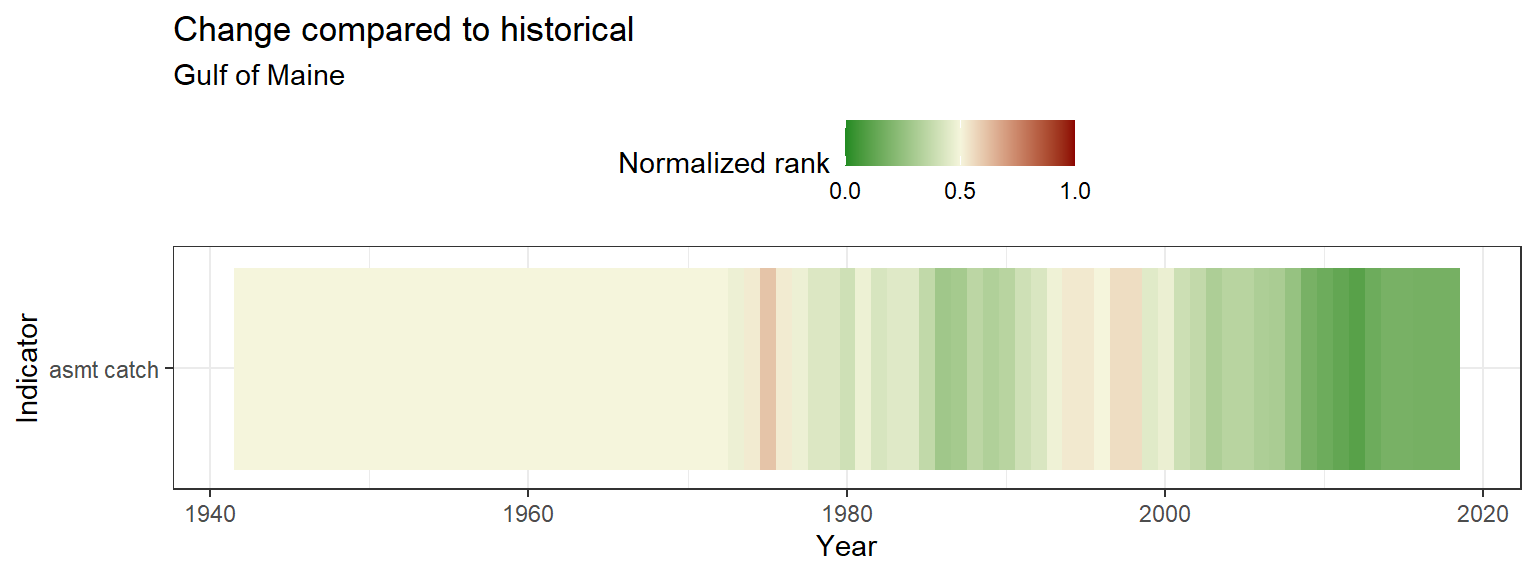 Change compared to historical
Gulf of Maine
Normalized rank
0.0 0.5 1.0
Indicator
asmt catch
1940 1960 1980 2000 2020
Year